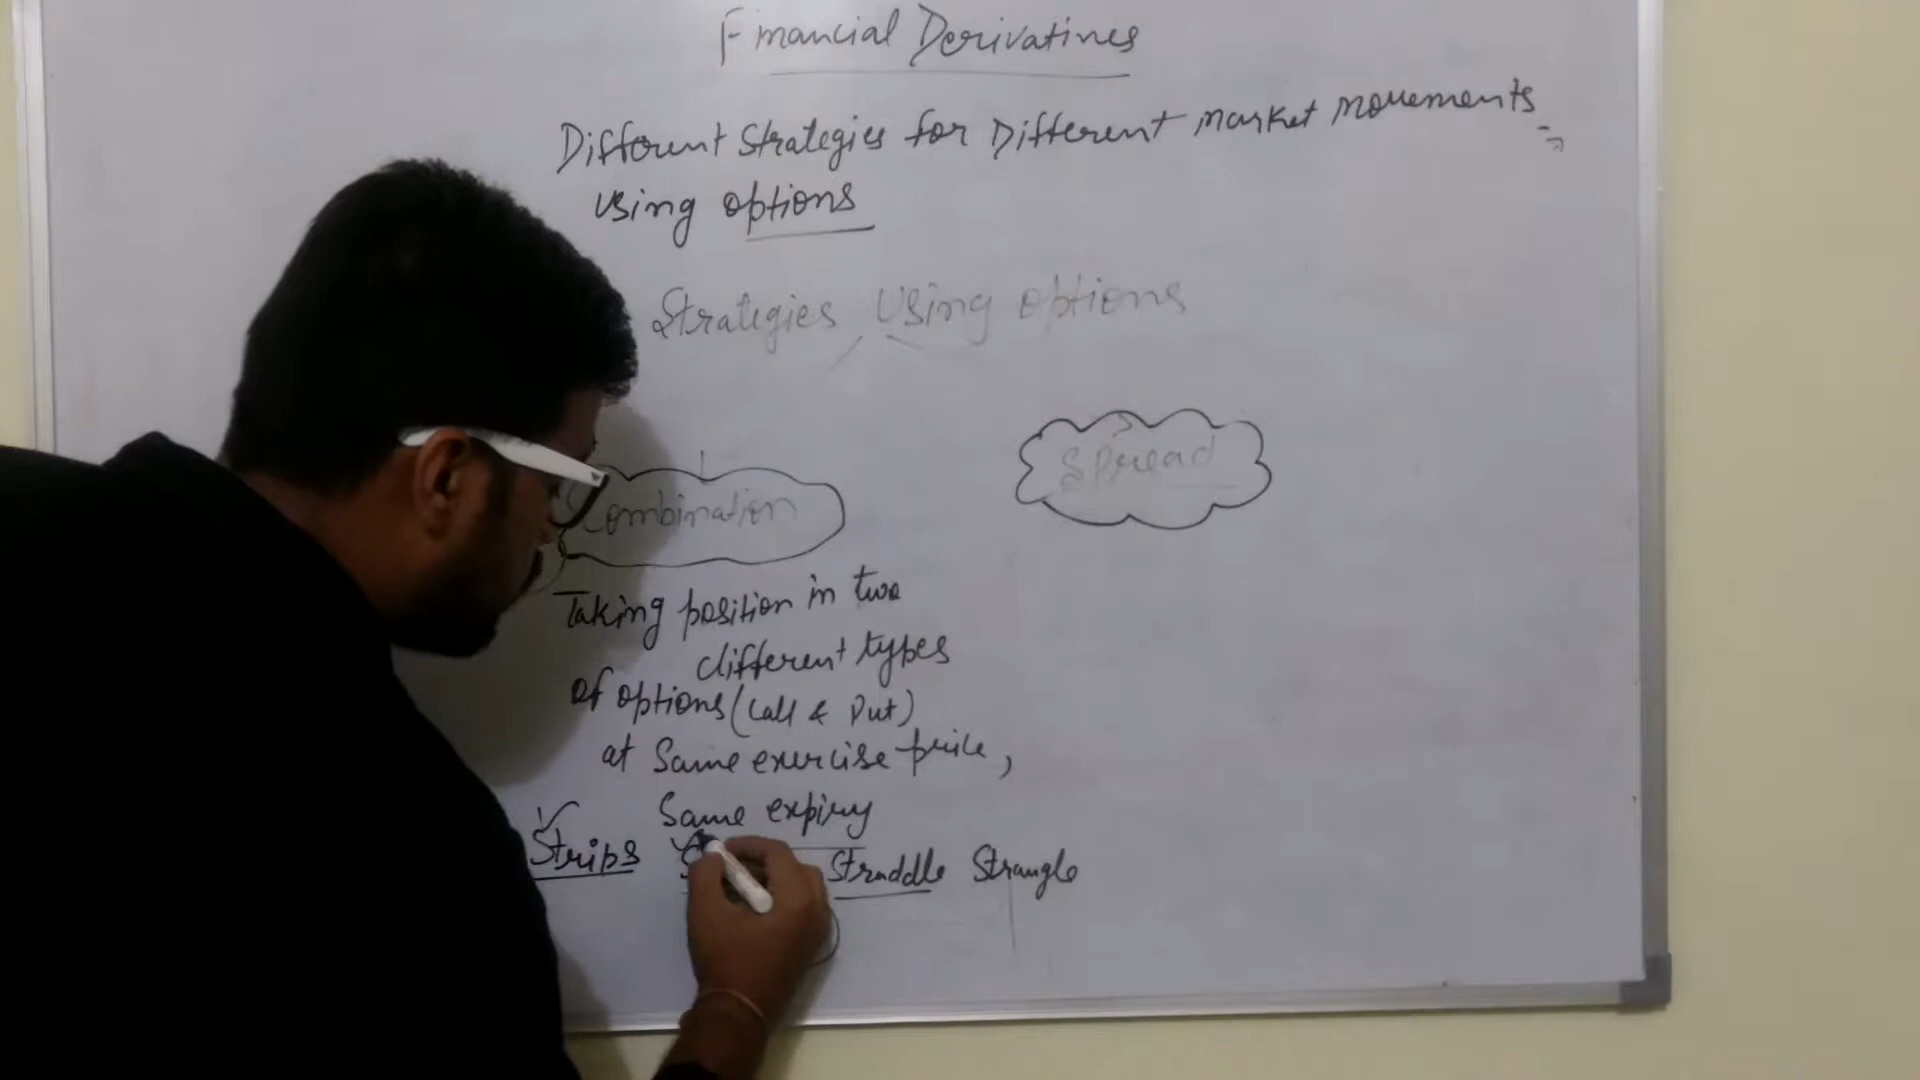 Financial Derivatives
Different Strategies for Different market movements
using options
Strategies Using options
Spread
Combination
Taking position in two
different types
of options (Call & Put)
at Same exercise price,
Same expiry
Strips Straddle Strangle